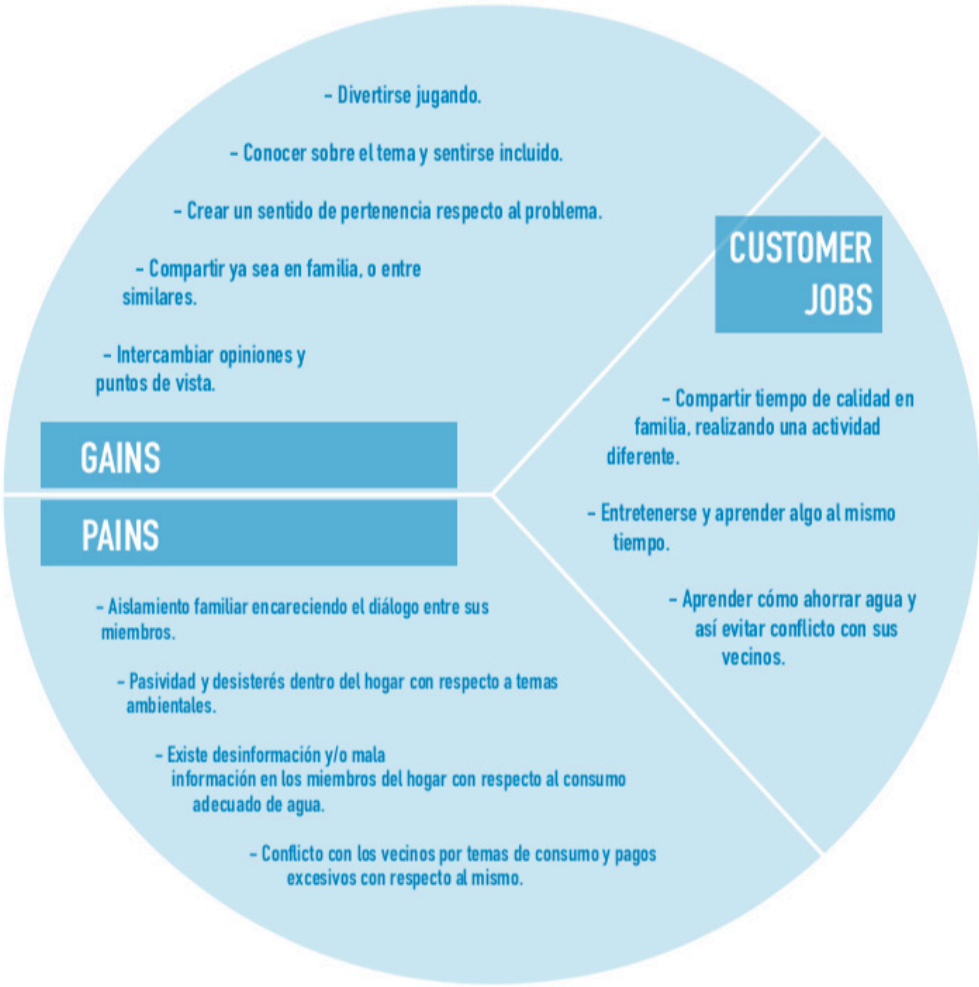 – Divertirse jugando.
– Conocer sobre el tema y sentirse incluido.
– Crear un sentido de pertenencia respecto al problema.
– Compartir ya sea en familia, o entre
similares.
– Intercambiar opiniones y
puntos de vista.
GAINS
PAINS
– Aislamiento familiar encareciendo el diálogo entre sus
miembros.
– Pasividad y desisterés dentro del hogar con respecto a temas
ambientales.
– Existe desinformación y/o mala
información en los miembros del hogar con respecto al consumo
adecuado de agua.
– Conflicto con los vecinos por temas de consumo y pagos
excesivos con respecto al mismo.
CUSTOMER
JOBS
– Compartir tiempo de calidad en
familia, realizando una actividad
diferente.
– Entretenerse y aprender algo al mismo
tiempo.
– Aprender cómo ahorrar agua y
así evitar conflicto con sus
vecinos.